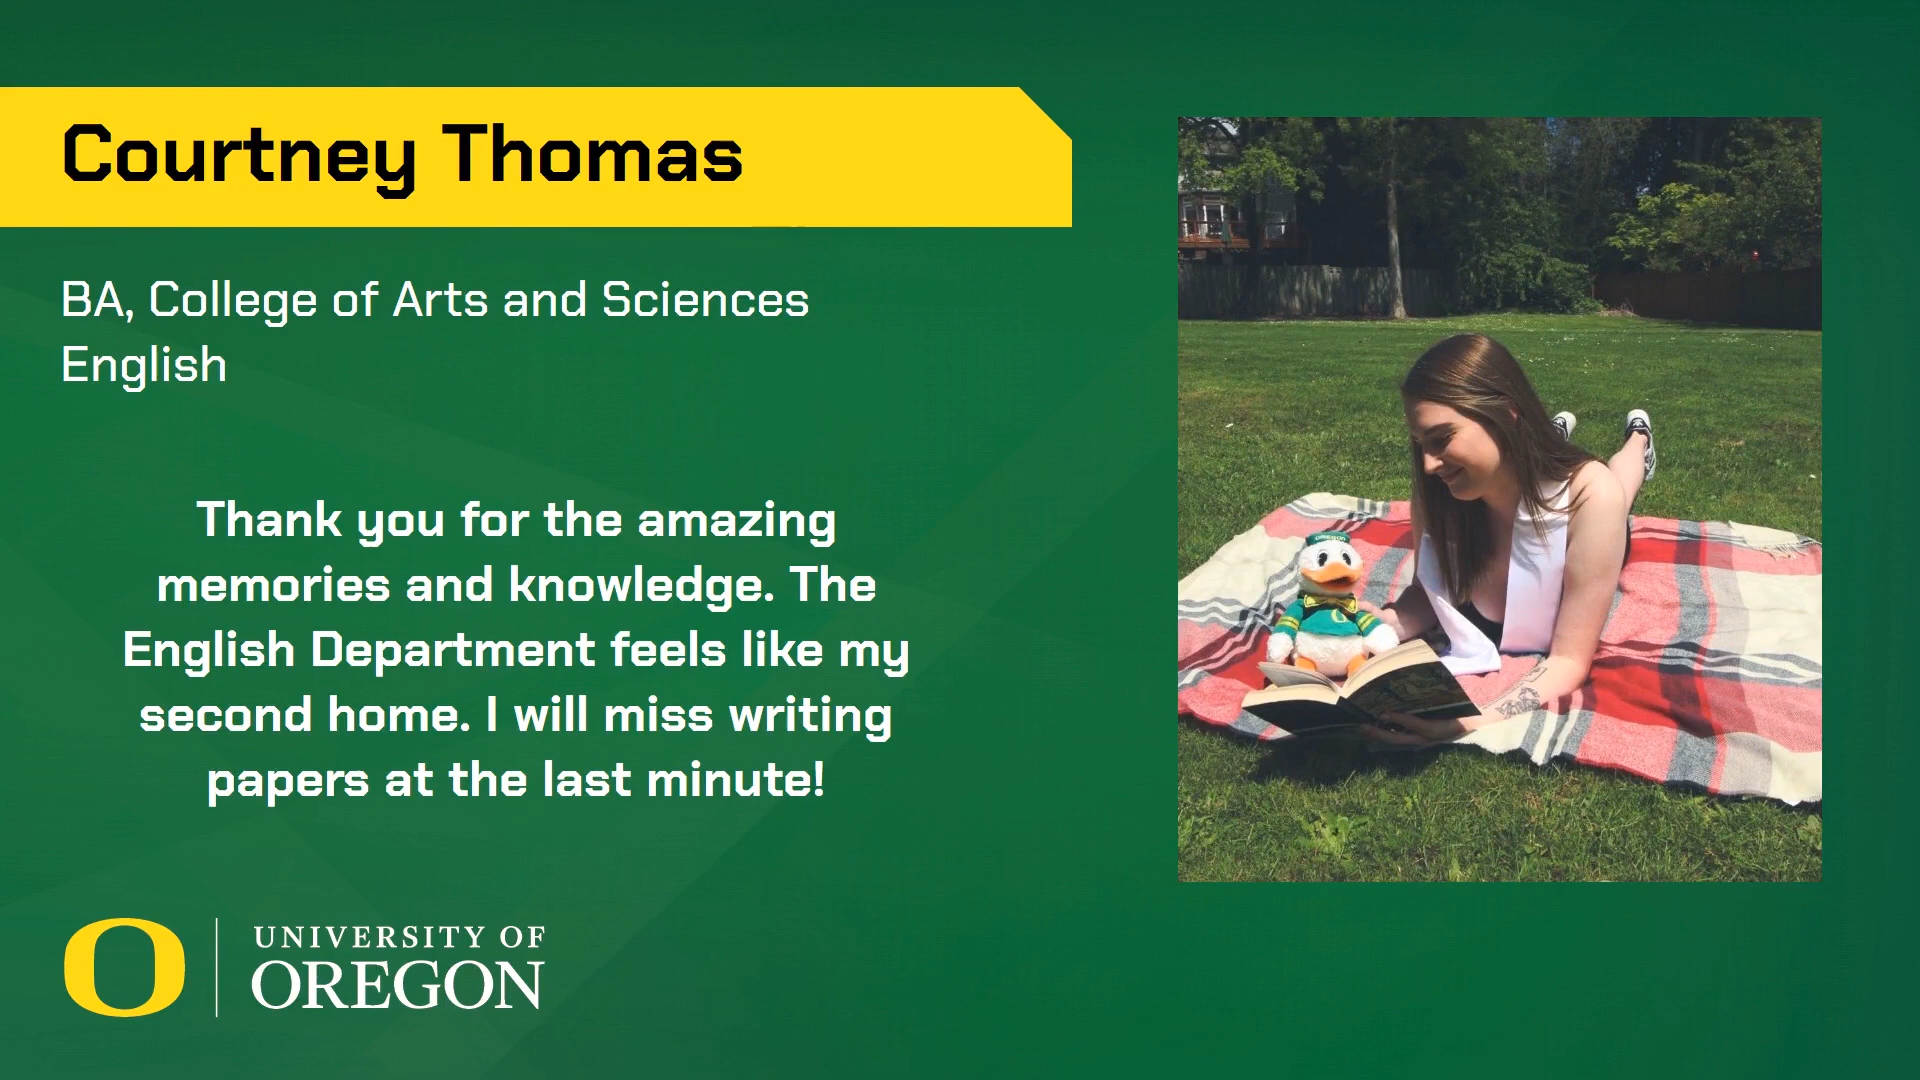 Courtney Thomas
BA, College of Arts and Sciences
English
Thank you for the amazing
memories and knowledge. The
English Department feels like my
second home. I will miss writing
papers at the last minute!
OREGON
O
O
UNIVERSITY OF
OREGON